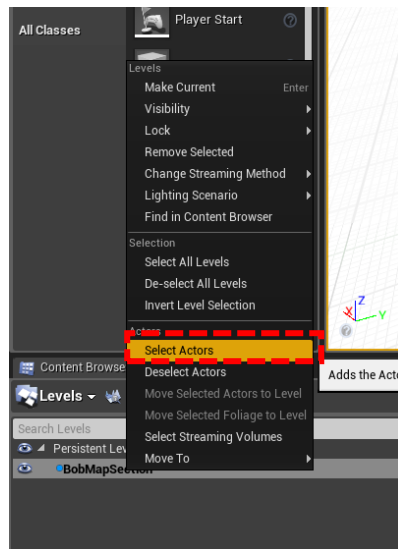 Player Start
All Classes
Levels
Make Current Enter
Visibility
Lock
Remove Selected
Change Streaming Method
Lighting Scenario
Find in Content Browser
Selection
Select All Levels
De-select All Levels
Invert Level Selection
Actors
Select Actors
Deselect Actors
Move Selected Actors to Level
Move Selected Foliage to Level
Select Streaming Volumes
Move To
Z
X
Y
Content Browse
Adds the Act
Levels
Search Levels
Persistent Lev
BobMapSection